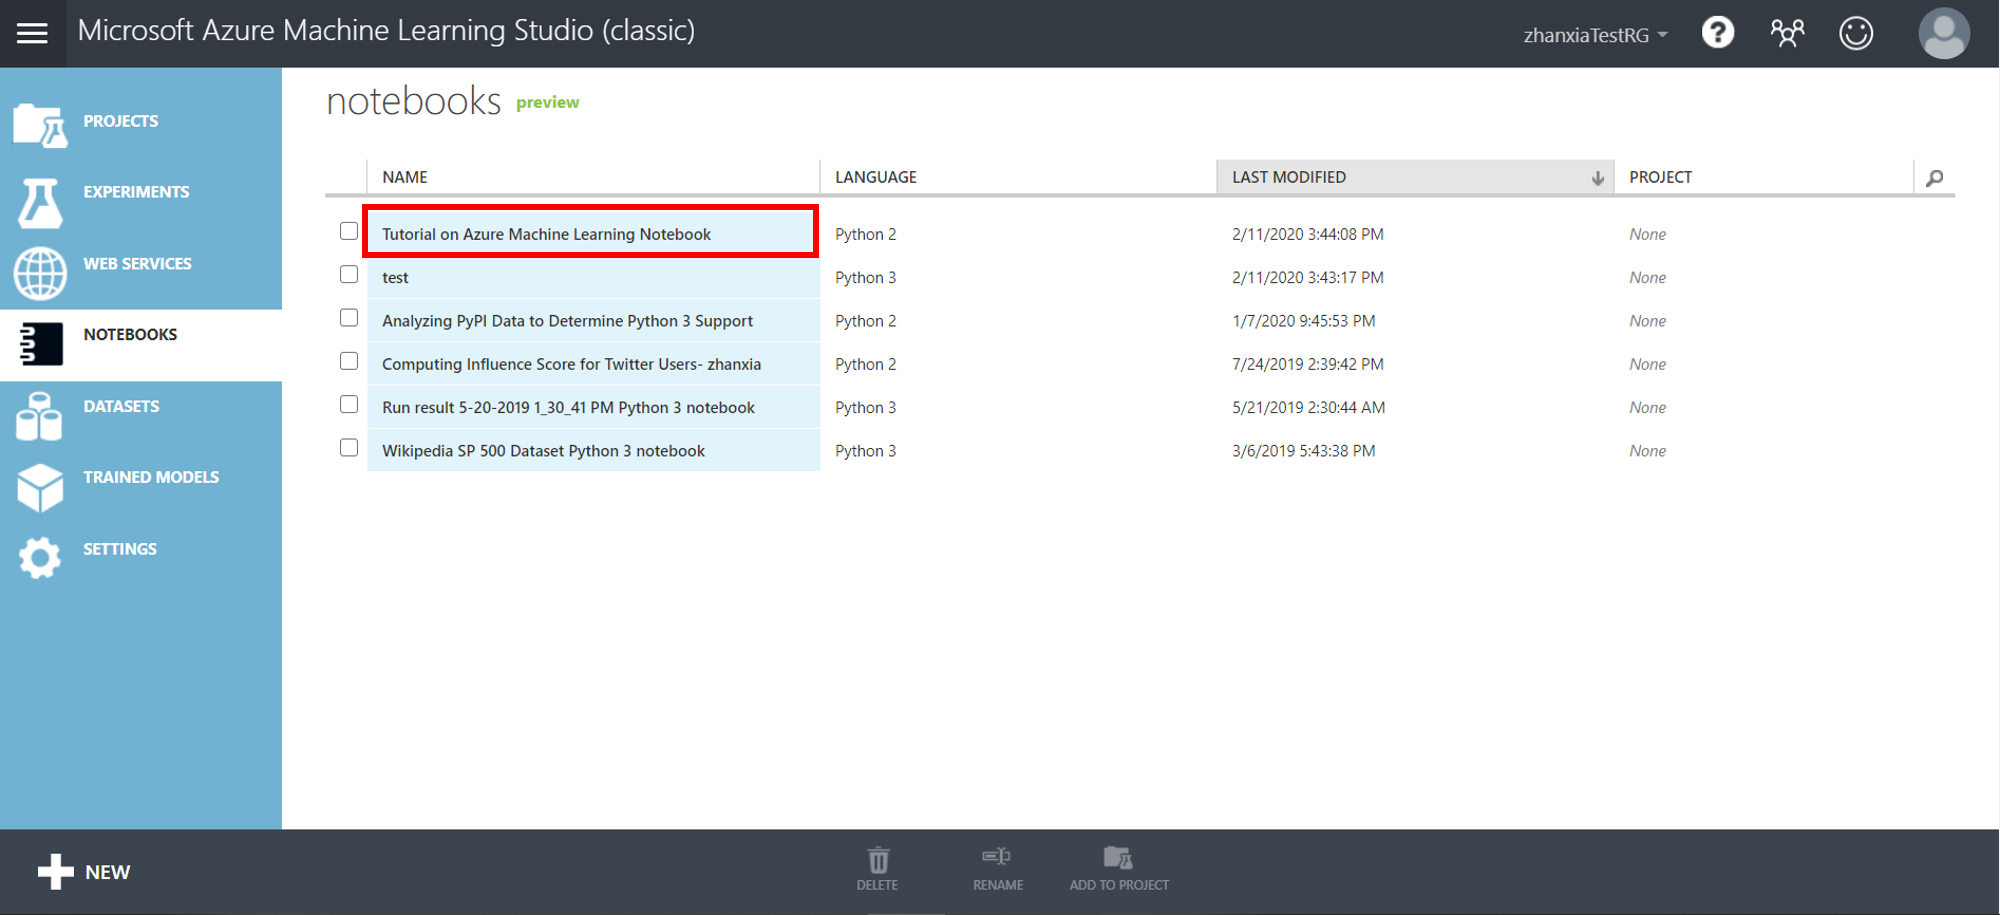 Microsoft Azure Machine Learning Studio (classic)
zhanxiaTestRG
?
PROJECTS
EXPERIMENTS
WEB SERVICES
NOTEBOOKS
DATASETS
TRAINED MODELS
SETTINGS
notebooks preview
NAME LANGUAGE LAST MODIFIED PROJECT
Tutorial on Azure Machine Learning Notebook Python 2 2/11/2020 3:44:08 PM None
test Python 3 2/11/2020 3:43:17 PM None
Analyzing PyPI Data to Determine Python 3 Support Python 2 1/7/2020 9:45:53 PM None
Computing Influence Score for Twitter Users- zhanxia Python 2 7/24/2019 2:39:42 PM None
Run result 5-20-2019 1_30_41 PM Python 3 notebook Python 3 5/21/2019 2:30:44 AM None
Wikipedia SP 500 Dataset Python 3 notebook Python 3 3/6/2019 5:43:38 PM None
NEW
DELETE
RENAME
ADD TO PROJECT